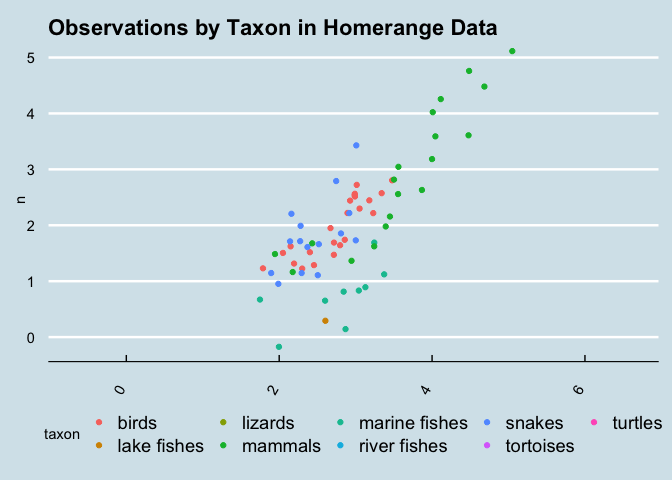 Observations by Taxon in Homerange Data
5
4
3
2
1
0
n
0 2 4 6
taxon
birds lizards marine fishes snakes turtles
lake fishes mammals river fishes tortoises